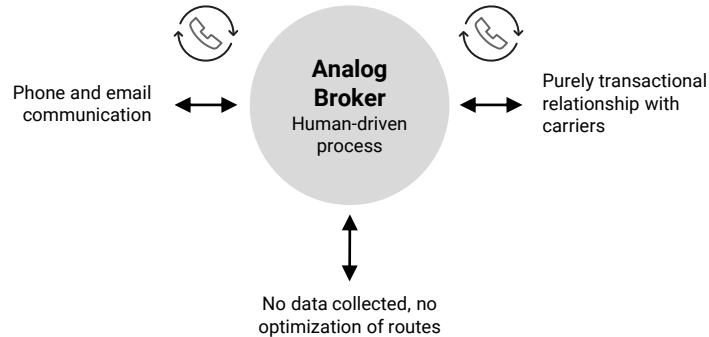 Analog
Broker
Human-driven
process
Phone and email
communication
Purely transactional
relationship with
carriers
No data collected, no
optimization of routes